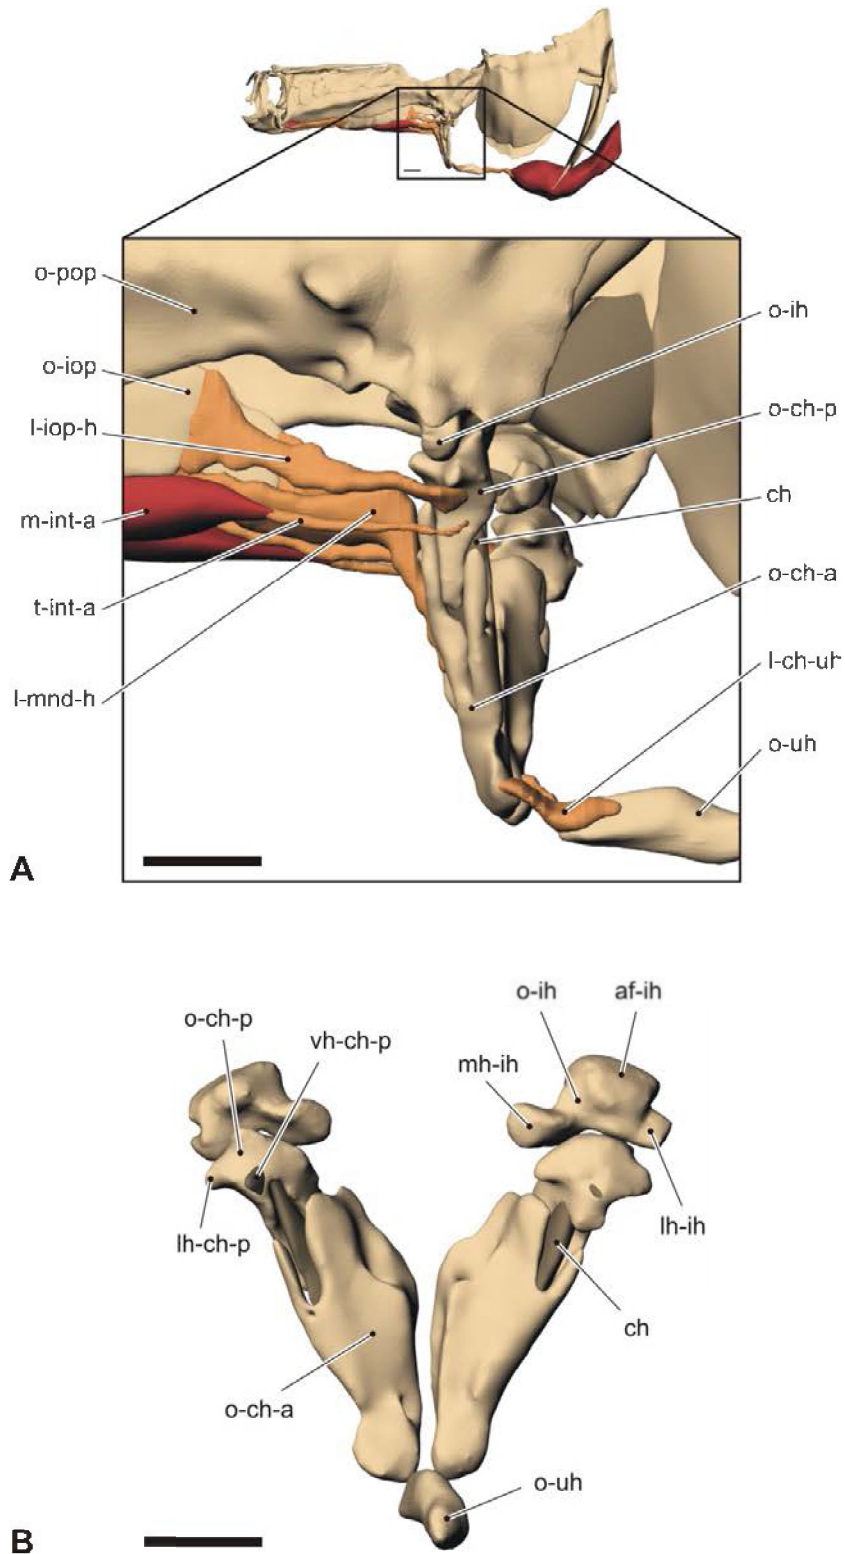 o-pop
o-iop
l-iop-h
m-int-a
t-int-a
l-mnd-h
o-ih
o-ch-p
ch
o-ch-a
l-ch-uh
o-uh
A
o-ch-p
vh-ch-p
lh-ch-p
o-ch-a
o-ih
af-ih
mh-ih
lh-ih
ch
o-uh
B